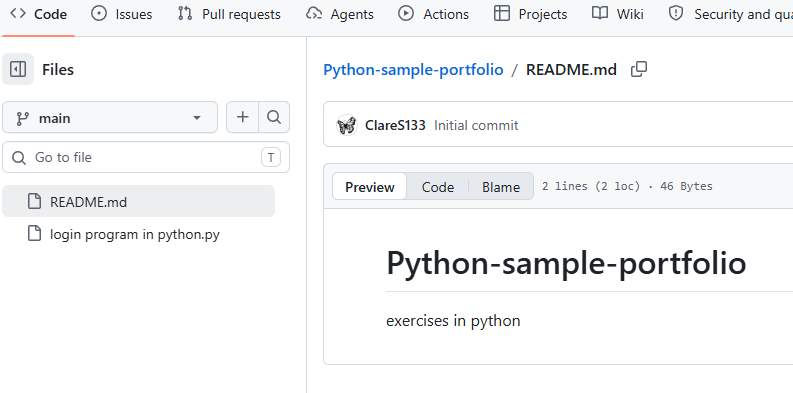 Code Issues Pull requests Agents Actions Projects Wiki Security and qu
Files
main
Go to file T
README.md
login program in python.py
Python-sample-portfolio / README.md
ClareS133 Initial commit
Preview Code Blame 2 lines (2 loc) · 46 Bytes
Python-sample-portfolio
exercises in python